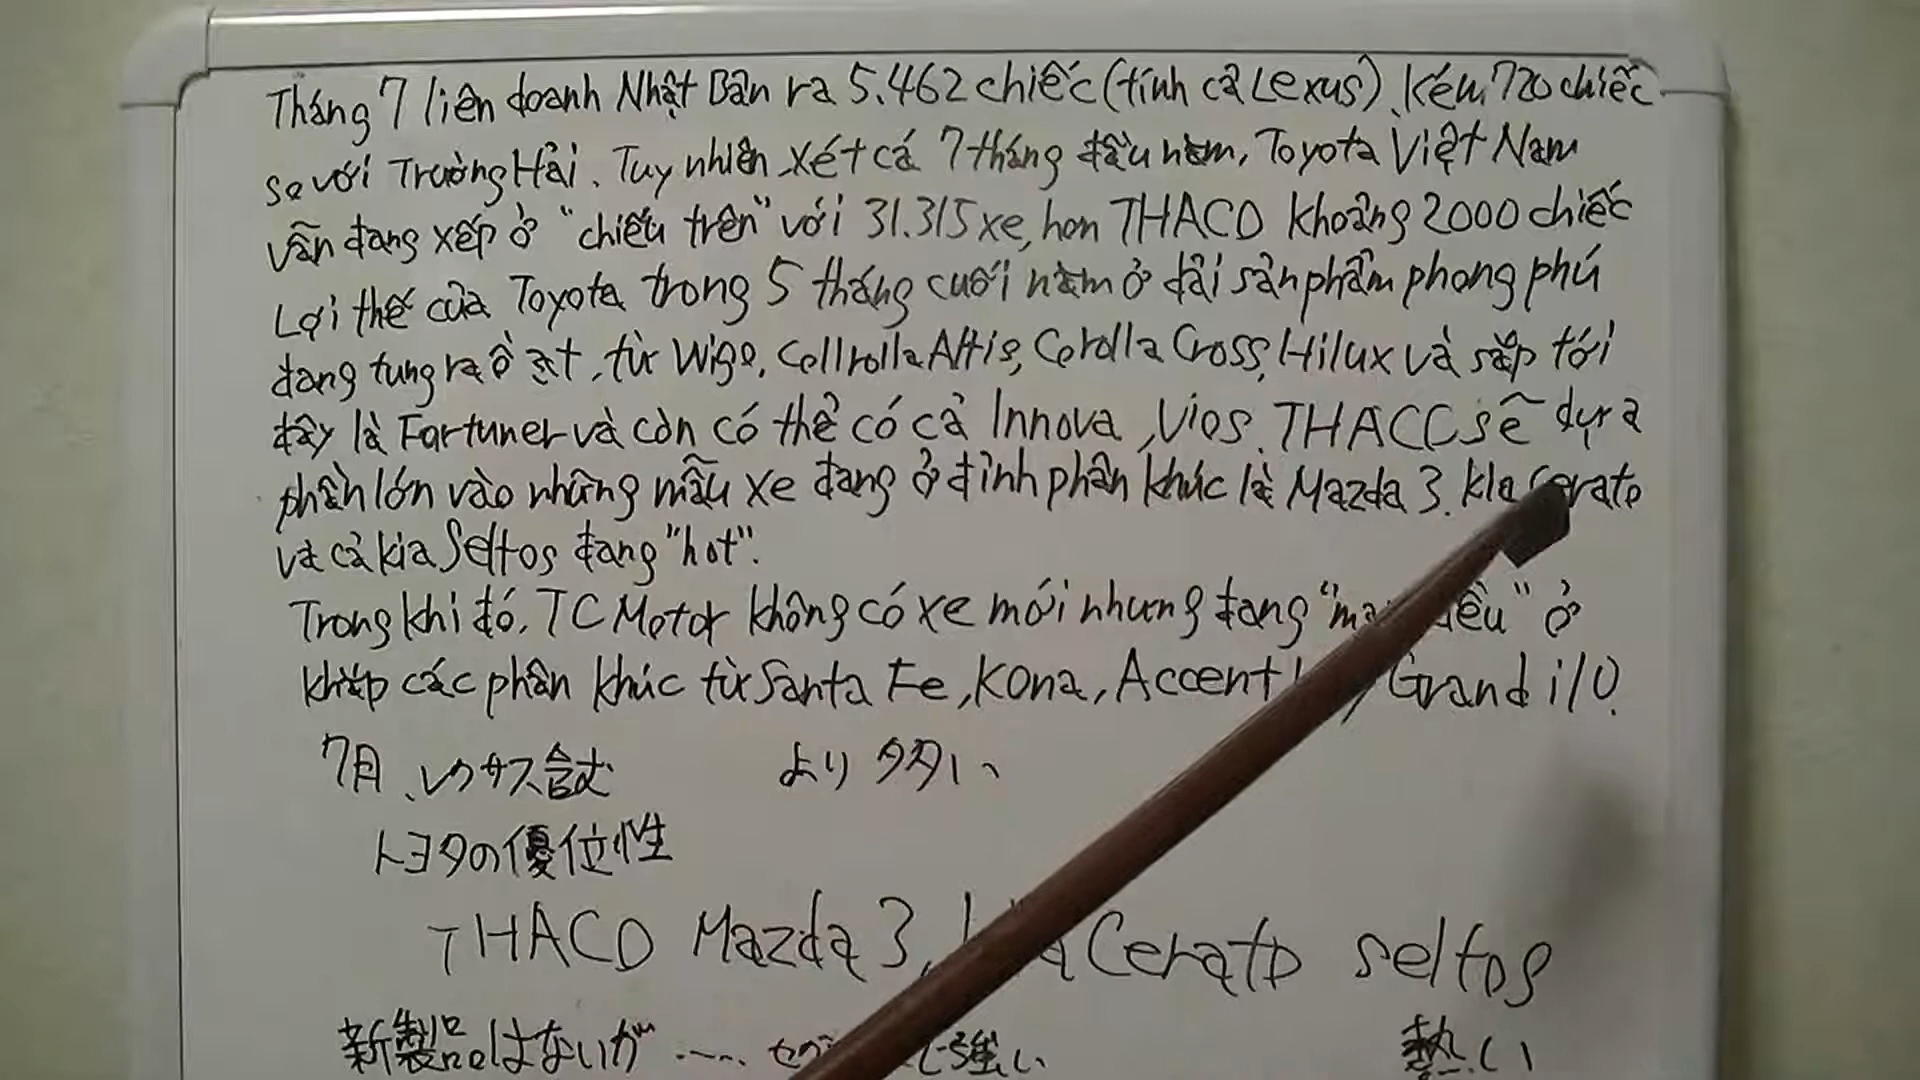 Tháng 7 liên doanh Nhật Bản ra 5.462 chiếc (tính cả Lexus). Kém 720 chiếc
so với Trường Hải. Tuy nhiên xét cá 7 tháng đầu năm, Toyota Việt Nam
vẫn đang xếp ở "chiếu trên" với 31.315 xe, hơn THACO khoảng 2000 chiếc
Lợi thế của Toyota trong 5 tháng cuối năm ở dải sản phẩm phong phú
đang tung ra ồ ạt, từ Wigo, Collrolla Altis, Corolla Cross, Hilux và sắp tới
đây là Fortuner và còn có thể có cả Innova, Vios. THACO sẽ dựa
phần lớn vào những mẫu xe đang ở đỉnh phân khúc là Mazda 3. kia Cerato
và cả kia Seltos đang "hot".
Trong khi đó, TC Motor không có xe mới nhưng đang ở
khắp các phân khúc từ Santa Fe, Kona, Accent Grand i10.
7月、レクサス含む より多い、
トヨタの優位性
THACO Mazda 3, Cerato seltos
新製品はないが ..... 強い 熱い